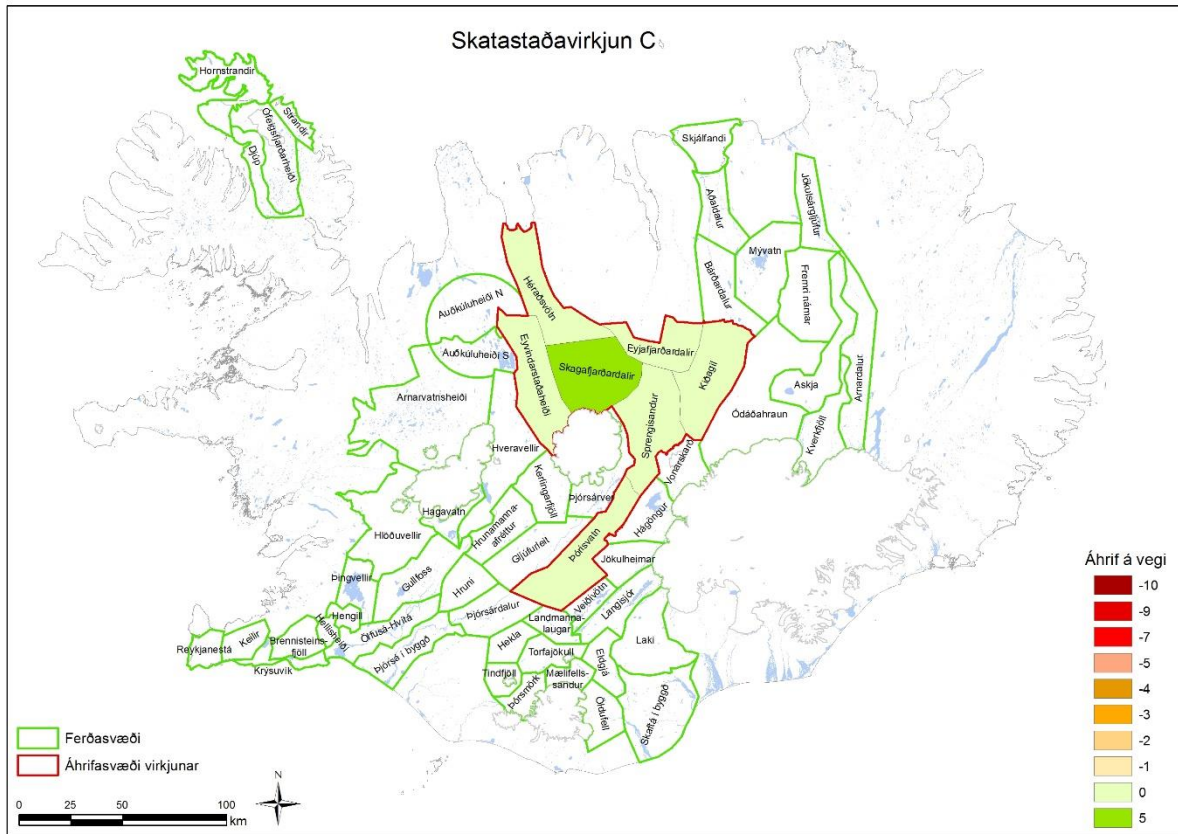 Skatastaðavirkjun C
Hornstrandir
Strandir
Ófeigsfjarðarheiði
Djúp
Skjálfandi
Aðaldalur
Jökulsárgljúfur
Mývatn
Bárðardalur
Fremri námar
Héraðsvötn
Auðkúluheiði N
Eyjafjarðardalir
Auðkúluheiði S
Eyvindarstaðaheiði
Skagafjarðardalir
Kiðagil
Askja
Arnardalur
Arnarvatnsheiði
Ódáðahraun
Sprengisandur
Kverkfjöll
Hveravellir
Vonarskarð
Kerlingarfjöll
Þjórsárver
Hágöngur
Hagavatn
Hrunamanna-
afréttur
Hlöðuvellir
Gljúfurleit
Þórisvatn
Jökulheimar
Þingvellir
Gullfoss
Hruni
Veiðivötn
Langisjór
Þjórsárdalur
Hengill
Hellisheiði
Ölfusá-Hvítá
Landmanna-
laugar
Keilir
Brennisteins-
fjöll
Hekla
Laki
Reykjanestá
Þjórsá í byggð
Torfajökull
Eldgjá
Krýsuvík
Tindfjöll
Mælifells-
sandur
Þórsmörk
Öldufell
Skaftá í byggð
Áhrif á vegi
-10
-9
-7
-5
-4
-3
-2
-1
0
5
Ferðasvæði
Áhrifasvæði virkjunar
N
0 25 50 100
km